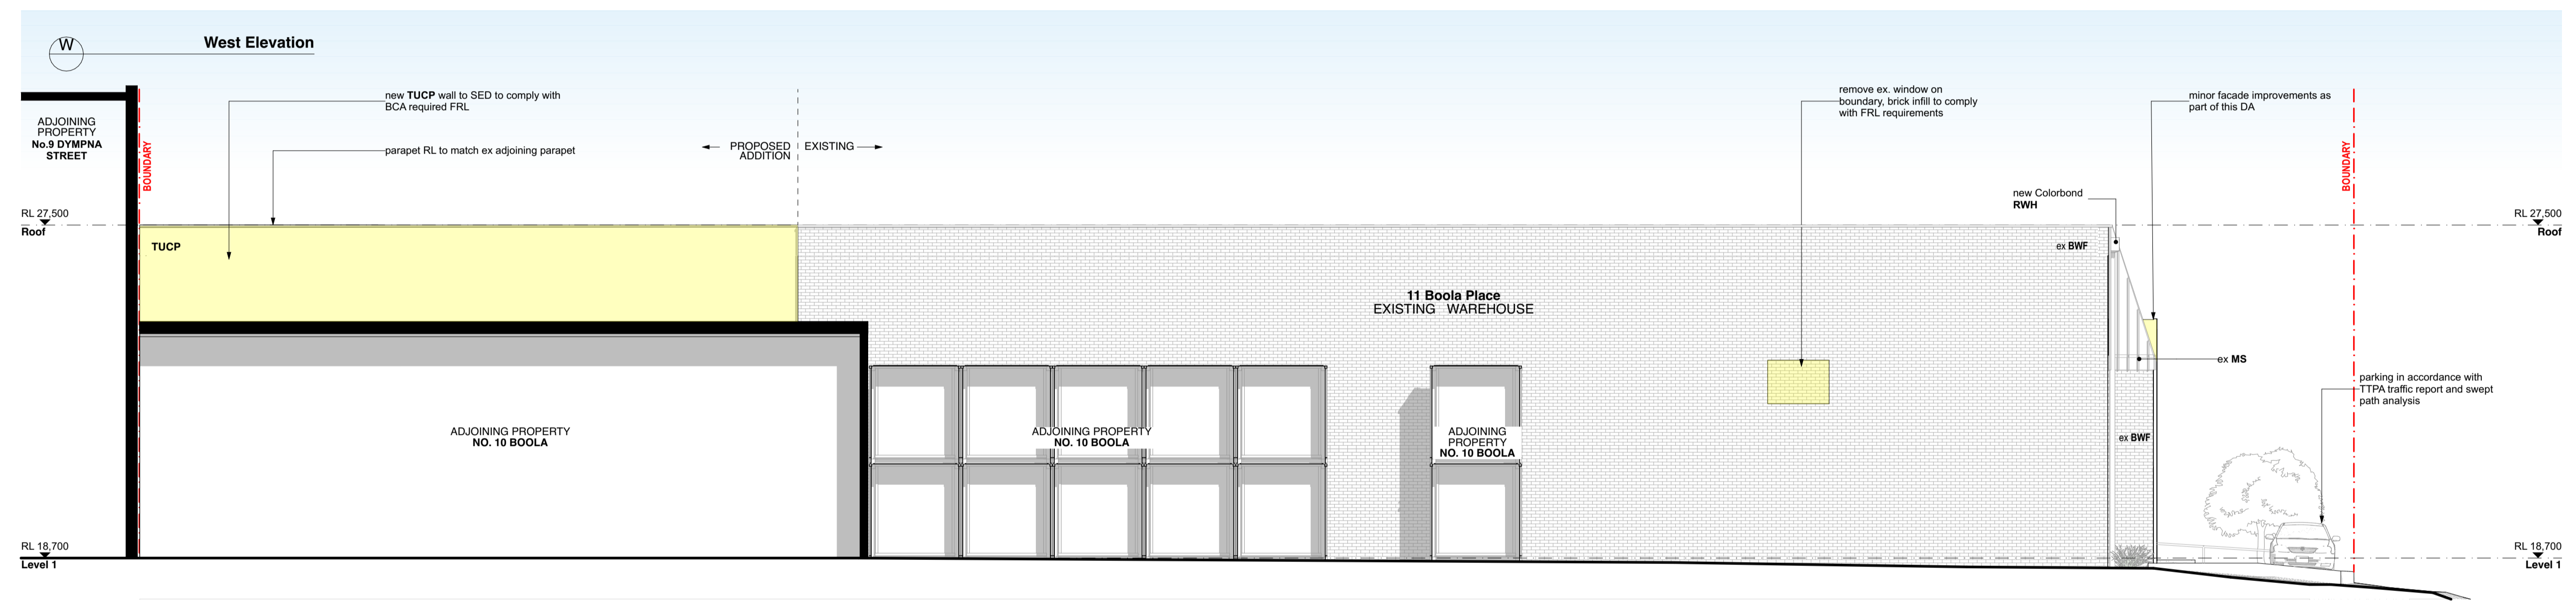 W
West Elevation
new TUCP wall to SED to comply with
BCA required FRL
parapet RL to match ex adjoining parapet
ADJOINING
PROPERTY
No.9 DYMPNA
STREET
BOUNDARY
PROPOSED
ADDITION
EXISTING
remove ex. window on
boundary, brick infill to comply
with FRL requirements
minor facade improvements as
part of this DA
BOUNDARY
new Colorbond
RWH
RL 27,500
Roof
RL 27,500
Roof
TUCP
ex BWF
11 Boola Place
EXISTING WAREHOUSE
ex MS
parking in accordance with
TTPA traffic report and swept
path analysis
ADJOINING PROPERTY
NO. 10 BOOLA
ADJOINING PROPERTY
NO. 10 BOOLA
ADJOINING
PROPERTY
NO. 10 BOOLA
ex BWF
RL 18,700
Level 1
RL 18,700
Level 1